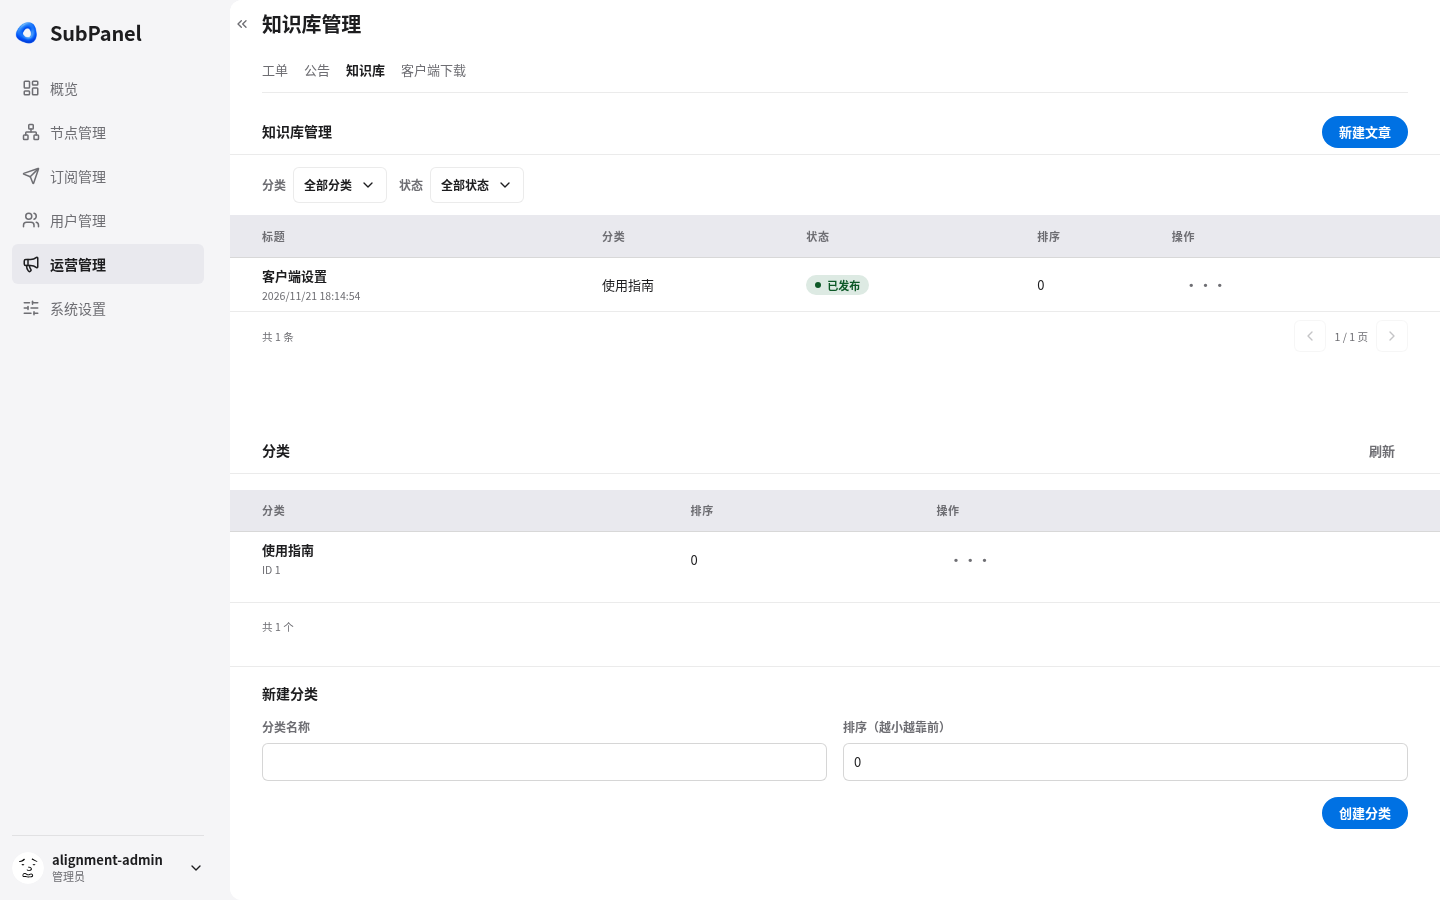 SubPanel
概览
节点管理
订阅管理
用户管理
运营管理
系统设置
alignment-admin
管理员
知识库管理
工单 公告 知识库 客户端下载
知识库管理 新建文章
分类 全部分类 状态 全部状态
标题 分类 状态 排序 操作
客户端设置 使用指南 已发布 0
2026/11/21 18:14:54
共 1 条 1 / 1 页
分类 刷新
分类 排序 操作
使用指南 0
ID 1
共 1 个
新建分类
分类名称 排序（越小越靠前）
0
创建分类